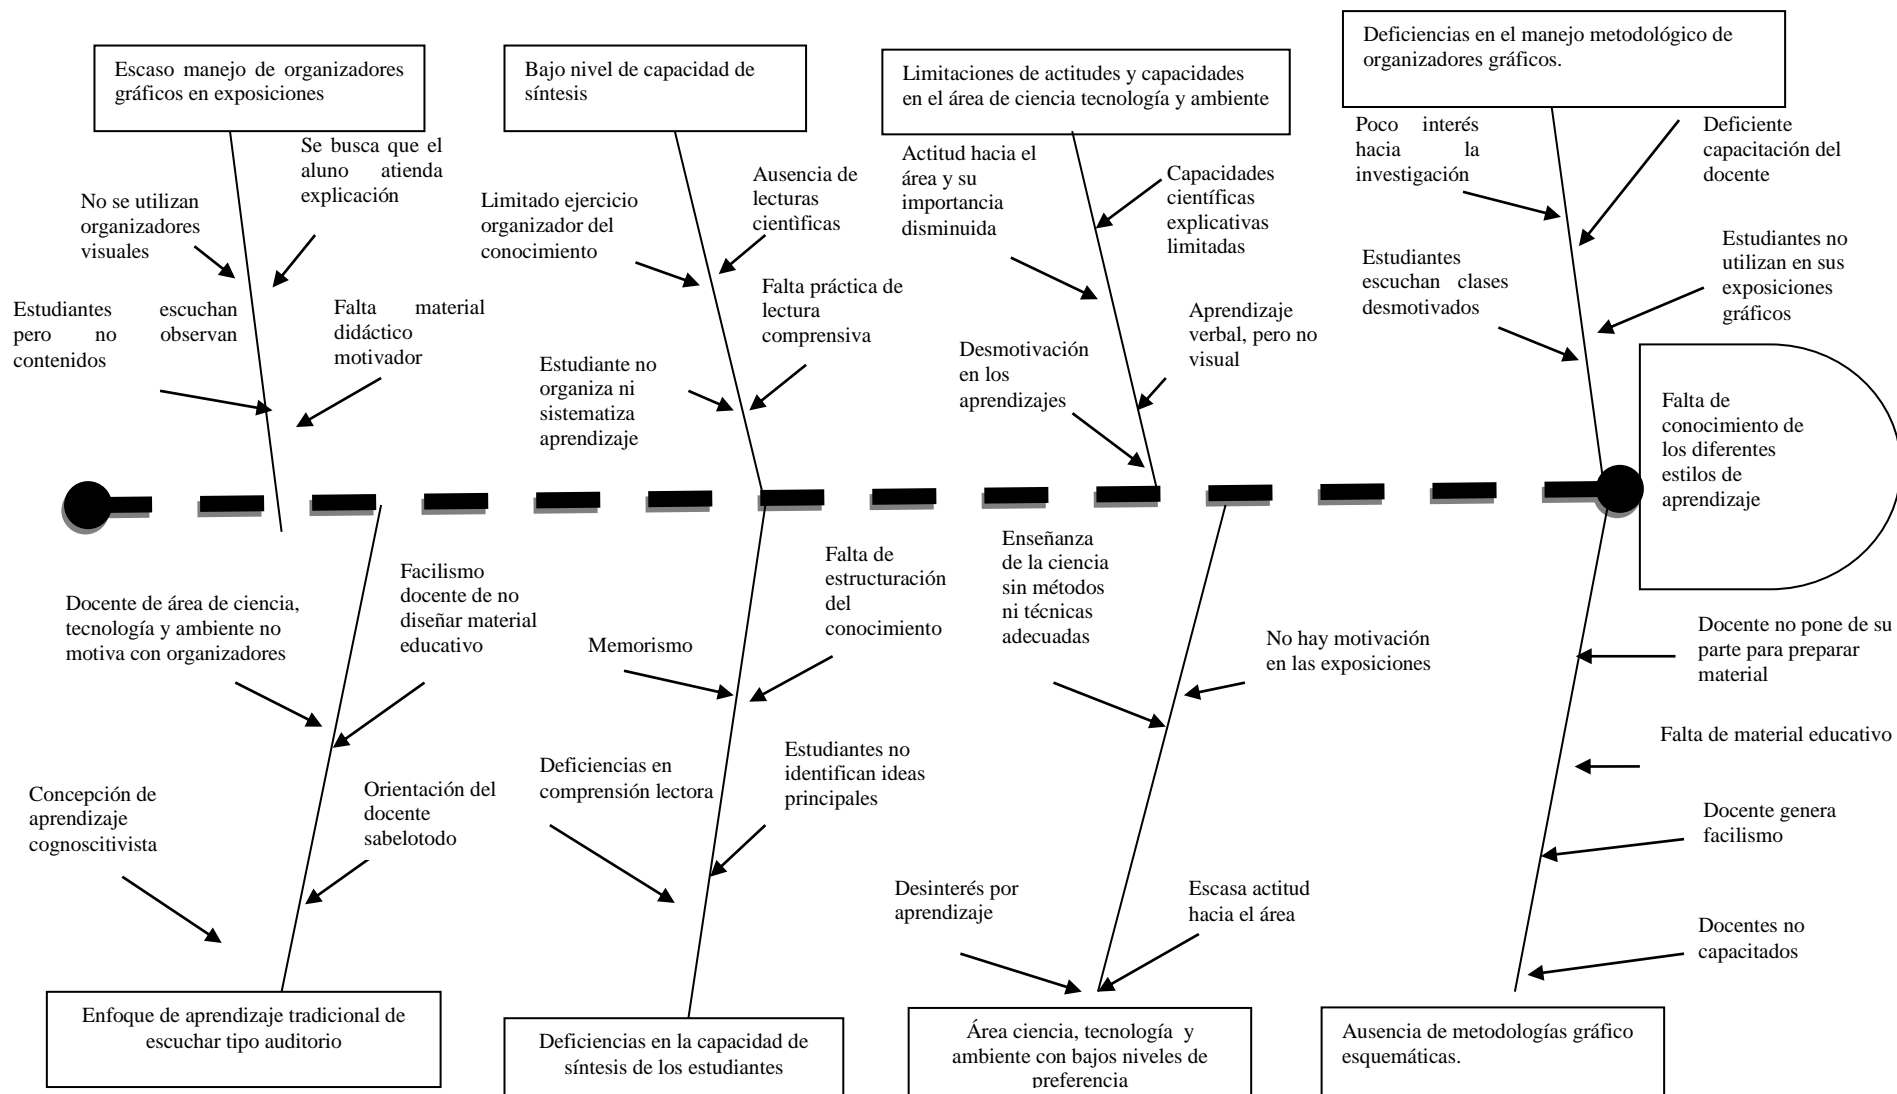 Escaso manejo de organizadores
gráficos en exposiciones
Bajo nivel de capacidad de
síntesis
Limitaciones de actitudes y capacidades
en el área de ciencia tecnología y ambiente
Deficiencias en el manejo metodológico de
organizadores gráficos.
Se busca que el
aluno atienda
explicación
No se utilizan
organizadores
visuales
Estudiantes escuchan
pero no observan
contenidos
Falta material
didáctico
motivador
Limitado ejercicio
organizador del
conocimiento
Ausencia de
lecturas
cientìficas
Falta práctica de
lectura
comprensiva
Estudiante no
organiza ni
sistematiza
aprendizaje
Actitud hacia el
área y su
importancia
disminuida
Capacidades
científicas
explicativas
limitadas
Desmotivación
en los
aprendizajes
Aprendizaje
verbal, pero no
visual
Poco interés
hacia la
investigación
Deficiente
capacitación del
docente
Estudiantes
escuchan clases
desmotivados
Estudiantes no
utilizan en sus
exposiciones
gráficos
Falta de
conocimiento de
los diferentes
estilos de
aprendizaje
Docente de área de ciencia,
tecnología y ambiente no
motiva con organizadores
Facilismo
docente de no
diseñar material
educativo
Concepción de
aprendizaje
cognoscitivista
Orientación del
docente
sabelotodo
Memorismo
Falta de
estructuración
del
conocimiento
Deficiencias en
comprensión lectora
Estudiantes no
identifican ideas
principales
Enseñanza
de la ciencia
sin métodos
ni técnicas
adecuadas
No hay motivación
en las exposiciones
Desinterés por
aprendizaje
Escasa actitud
hacia el área
Docente no pone de su
parte para preparar
material
Falta de material educativo
Docente genera
facilismo
Docentes no
capacitados
Enfoque de aprendizaje tradicional de
escuchar tipo auditorio
Deficiencias en la capacidad de
síntesis de los estudiantes
Área ciencia, tecnología y
ambiente con bajos niveles de
preferencia
Ausencia de metodologías gráfico
esquemáticas.